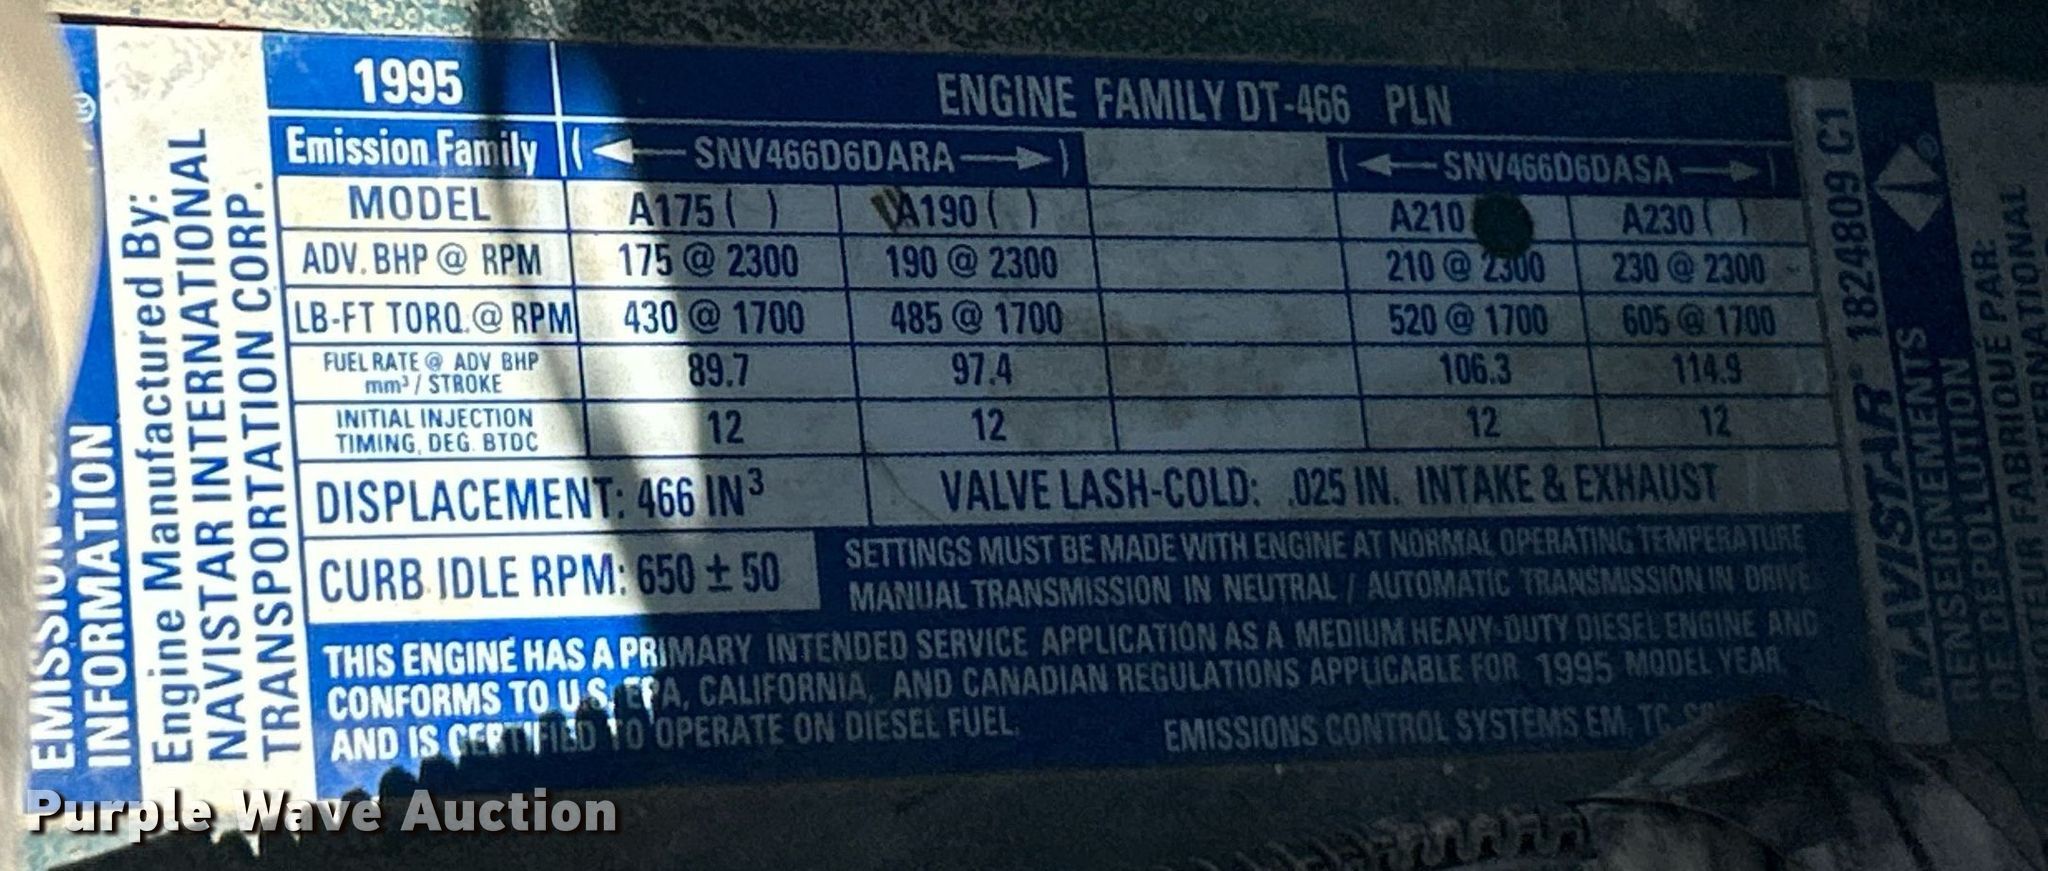 EMISSION
INFORMATION
Engine Manufactured By:
NAVISTAR INTERNATIONAL
TRANSPORTATION CORP.
1995 ENGINE FAMILY DT-466 PLN
Emission Family (←SNV466D6DARA→) (←SNV466D6DASA→)
MODEL A175 ( ) A190 ( ) A210 A230 ( )
ADV. BHP @ RPM 175 @ 2300 190 @ 2300 210 @ 2300 230 @ 2300
LB-FT TORQ.@ RPM 430 @ 1700 485 @ 1700 520 @ 1700 605 @ 1700
FUEL RATE @ ADV BHP
mm³ / STROKE 89.7 97.4 106.3 114.9
INITIAL INJECTION
TIMING, DEG. BTDC 12 12 12 12
DISPLACEMENT: 466 IN³ VALVE LASH-COLD: .025 IN. INTAKE & EXHAUST
CURB IDLE RPM: 650 ± 50
SETTINGS MUST BE MADE WITH ENGINE AT NORMAL OPERATING TEMPERATURE
MANUAL TRANSMISSION IN NEUTRAL / AUTOMATIC TRANSMISSION IN DRIVE
THIS ENGINE HAS A PRIMARY INTENDED SERVICE APPLICATION AS A MEDIUM HEAVY-DUTY DIESEL ENGINE AND
CONFORMS TO U.S. EPA, CALIFORNIA, AND CANADIAN REGULATIONS APPLICABLE FOR 1995 MODEL YEAR
AND IS CERTIFIED TO OPERATE ON DIESEL FUEL.
EMISSIONS CONTROL SYSTEMS EM, TC,
1824809 C1
NAVISTAR®
RENSEIGNEMENTS
DE DEPOLLUTION
MOTEUR FABRIQUE PAR:
INTERNATIONAL
Purple Wave Auction